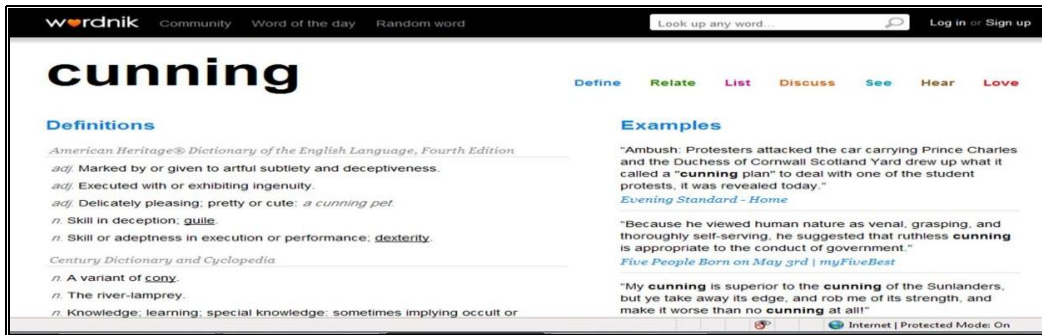 wordnik Community Word of the day Random word Look up any word... Log in or Sign up
cunning
Define Relate List Discuss See Hear Love
Definitions
American Heritage® Dictionary of the English Language, Fourth Edition
adj. Marked by or given to artful subtlety and deceptiveness.
adj. Executed with or exhibiting ingenuity.
adj. Delicately pleasing; pretty or cute: a cunning pet.
n. Skill in deception; guile.
n. Skill or adeptness in execution or performance; dexterity.
Century Dictionary and Cyclopedia
n. A variant of cony.
n. The river-lamprey.
n. Knowledge; learning; special knowledge: sometimes implying occult or
Examples
"Ambush: Protesters attacked the car carrying Prince Charles
and the Duchess of Cornwall Scotland Yard drew up what it
called a "cunning plan" to deal with one of the student
protests, it was revealed today."
Evening Standard - Home
"Because he viewed human nature as venal, grasping, and
thoroughly self-serving, he suggested that ruthless cunning
is appropriate to the conduct of government."
Five People Born on May 3rd | myFiveBest
"My cunning is superior to the cunning of the Sunlanders,
but ye take away its edge, and rob me of its strength, and
make it worse than no cunning at all!"
Internet | Protected Mode: On